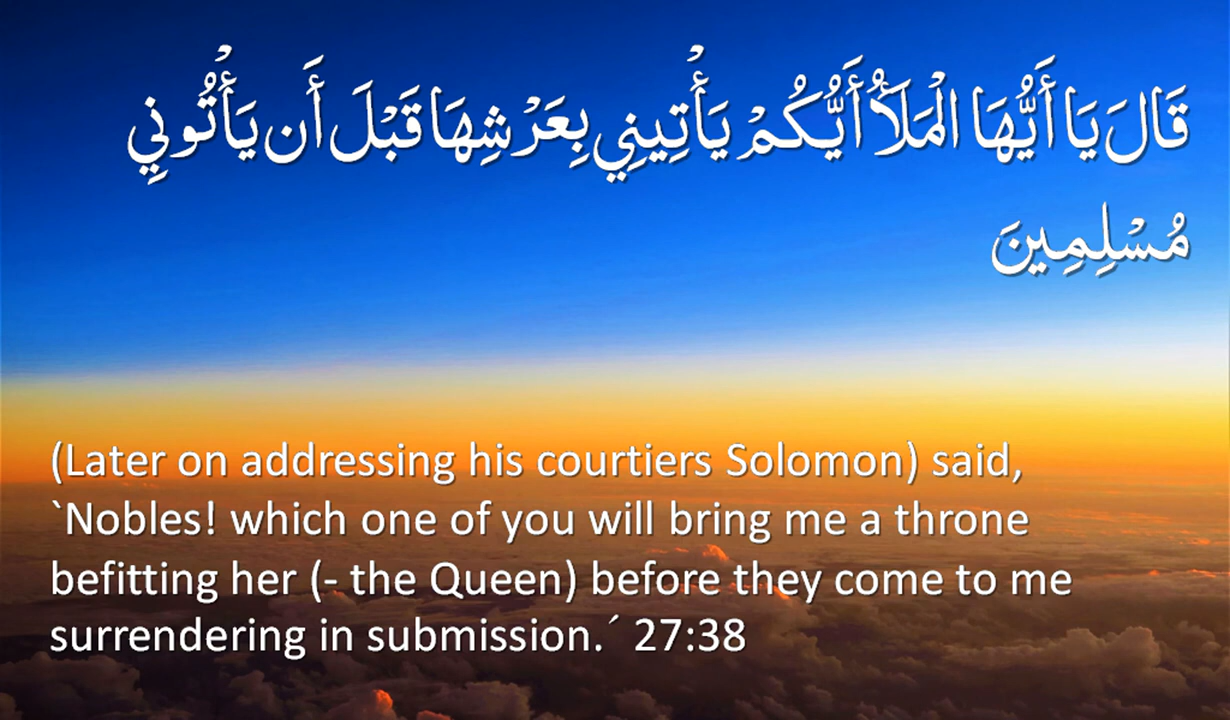 قَالَ يَا أَيُّهَا الْمَلَأُ أَيُّكُمْ يَأْتِينِي بِعَرْشِهَا قَبْلَ أَن يَأْتُونِي
مُسْلِمِينَ
(Later on addressing his courtiers Solomon) said,
`Nobles! which one of you will bring me a throne
befitting her (- the Queen) before they come to me
surrendering in submission.´ 27:38